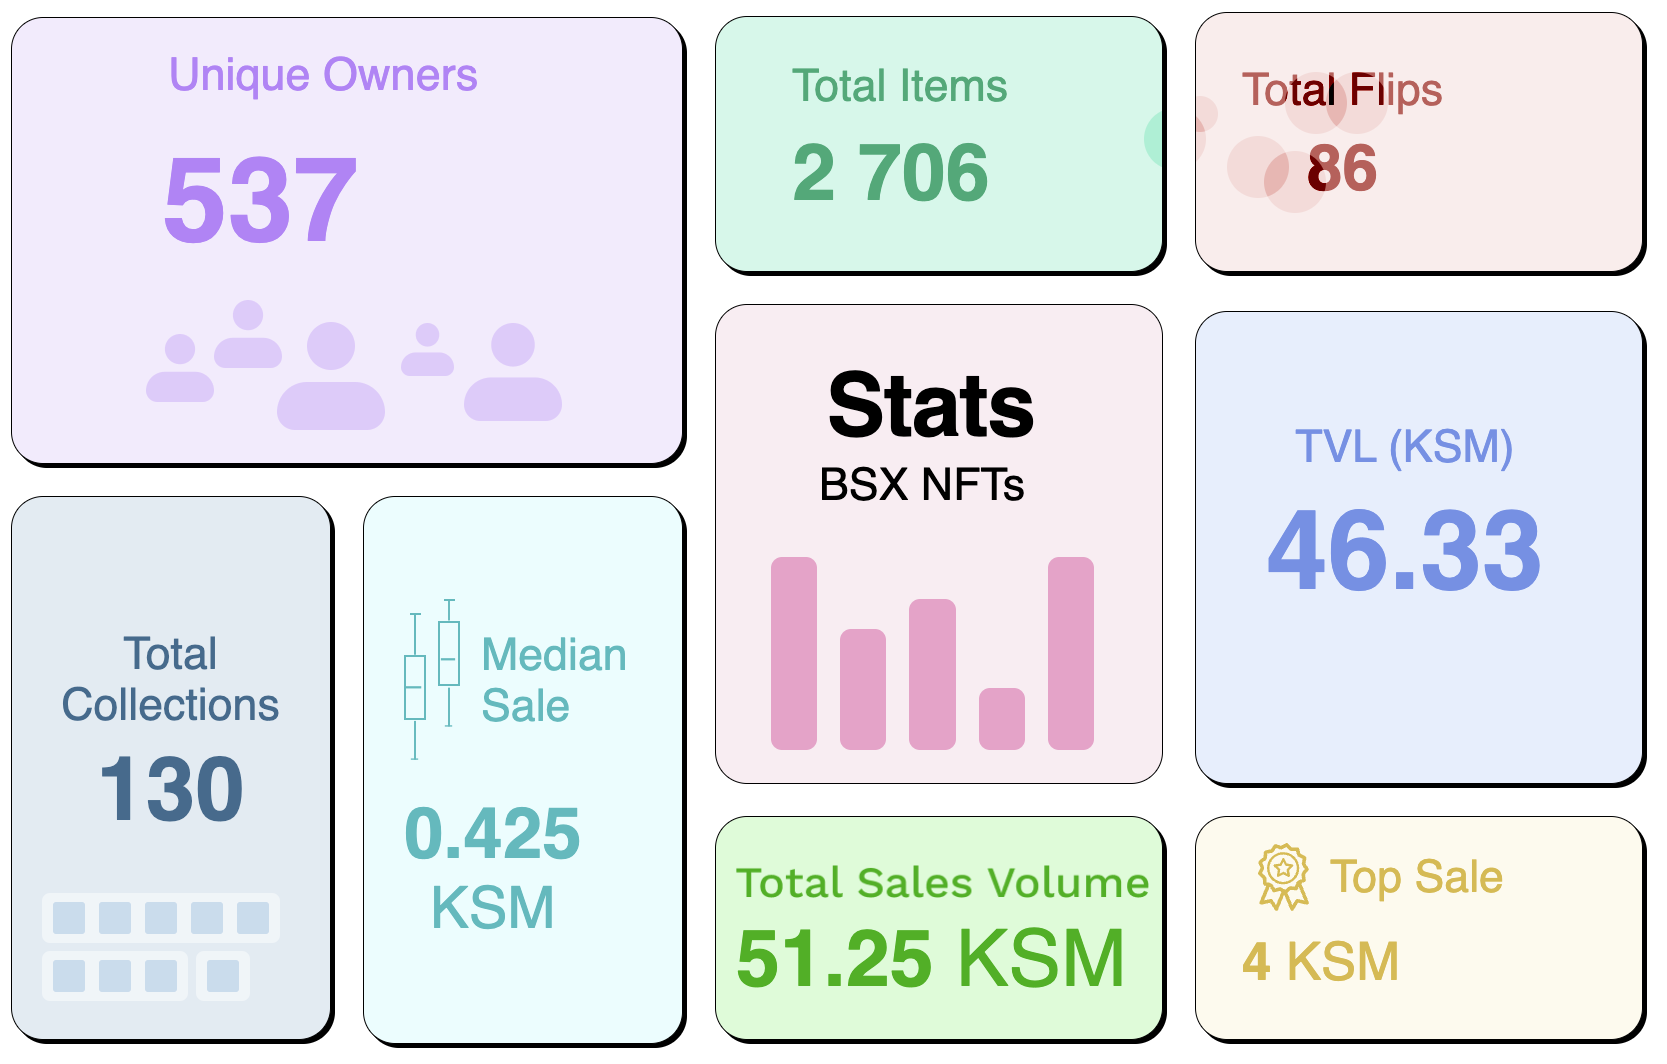 Unique Owners
537
Total Items
2 706
Total Flips
86
Stats
BSX NFTs
TVL (KSM)
46.33
Total
Collections
130
Median
Sale
0.425
KSM
Total Sales Volume
51.25 KSM
Top Sale
4 KSM